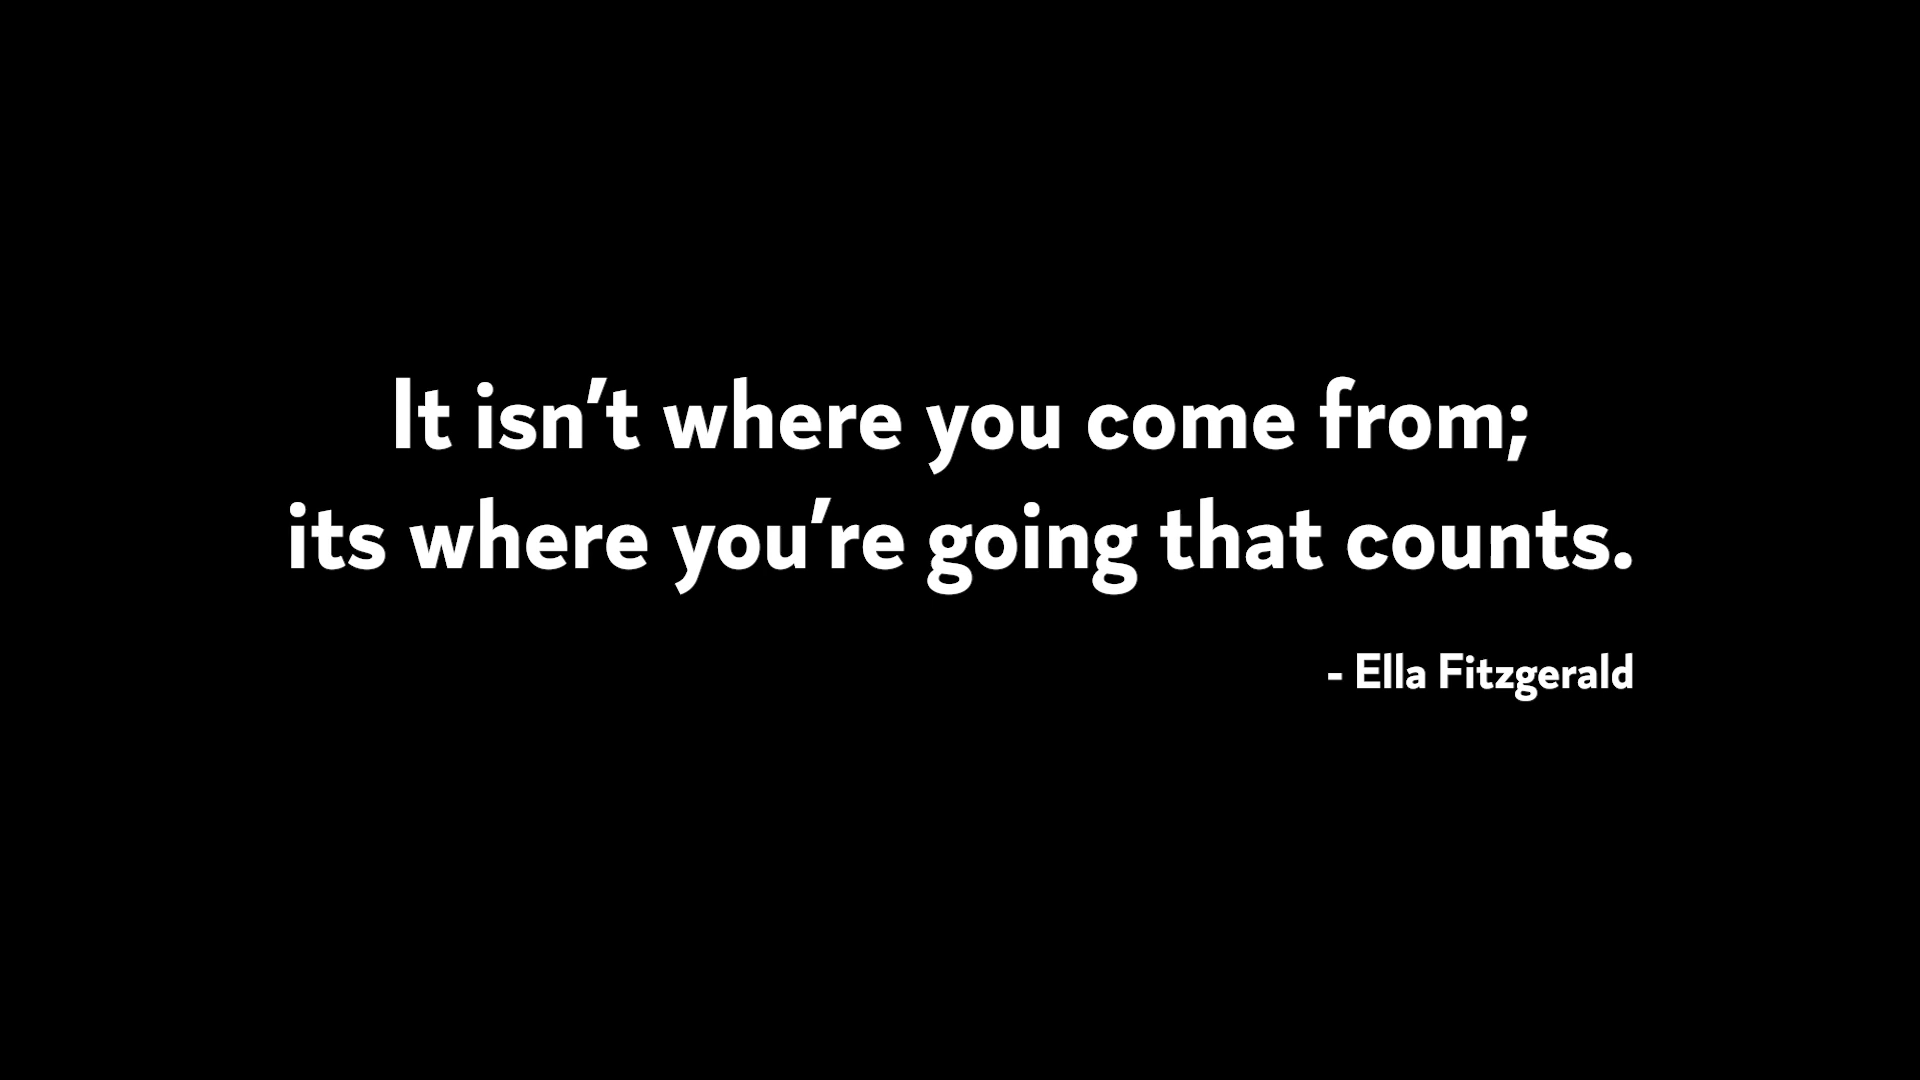 It isn’t where you come from;
its where you’re going that counts.
- Ella Fitzgerald